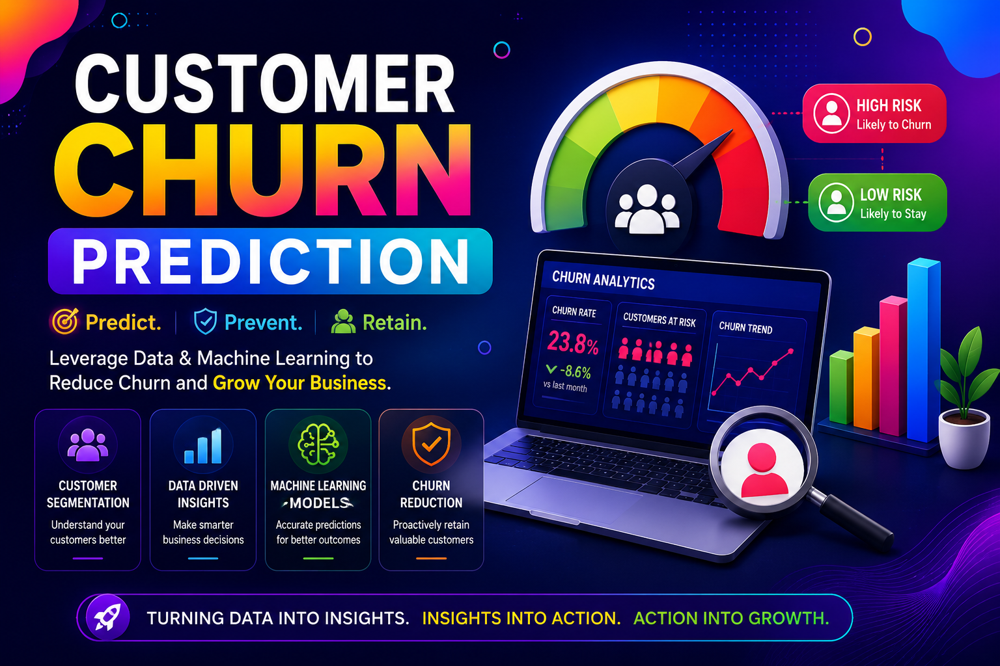 CUSTOMER
CHURN
PREDICTION
Predict. Prevent. Retain.
Leverage Data & Machine Learning to
Reduce Churn and Grow Your Business.
CUSTOMER
SEGMENTATION
Understand your
customers better
DATA DRIVEN
INSIGHTS
Make smarter
business decisions
MACHINE LEARNING
MODELS
Accurate predictions
for better outcomes
CHURN
REDUCTION
Proactively retain
valuable customers
HIGH RISK
Likely to Churn
LOW RISK
Likely to Stay
CHURN ANALYTICS
CHURN RATE
23.8%
-8.6%
vs last month
CUSTOMERS AT RISK
CHURN TREND
TURNING DATA INTO INSIGHTS. INSIGHTS INTO ACTION. ACTION INTO GROWTH.